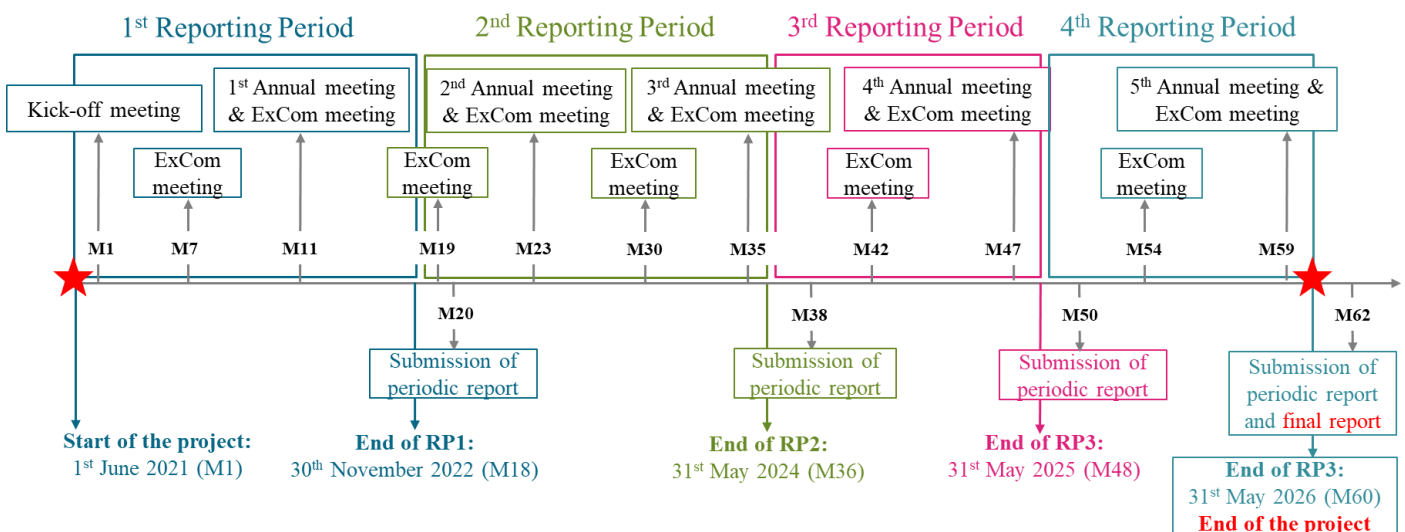 1st Reporting Period
2nd Reporting Period
3rd Reporting Period
4th Reporting Period
Kick-off meeting
1st Annual meeting
& ExCom meeting
2nd Annual meeting
& ExCom meeting
3rd Annual meeting
& ExCom meeting
4th Annual meeting
& ExCom meeting
5th Annual meeting &
ExCom meeting
ExCom
meeting
ExCom
meeting
ExCom
meeting
ExCom
meeting
ExCom
meeting
M1
M7
M11
M19
M23
M30
M35
M42
M47
M54
M59
M20
M38
M50
M62
Submission of
periodic report
Submission of
periodic report
Submission of
periodic report
Submission of
periodic report
and final report
Start of the project:
1st June 2021 (M1)
End of RP1:
30th November 2022 (M18)
End of RP2:
31st May 2024 (M36)
End of RP3:
31st May 2025 (M48)
End of RP3:
31st May 2026 (M60)
End of the project